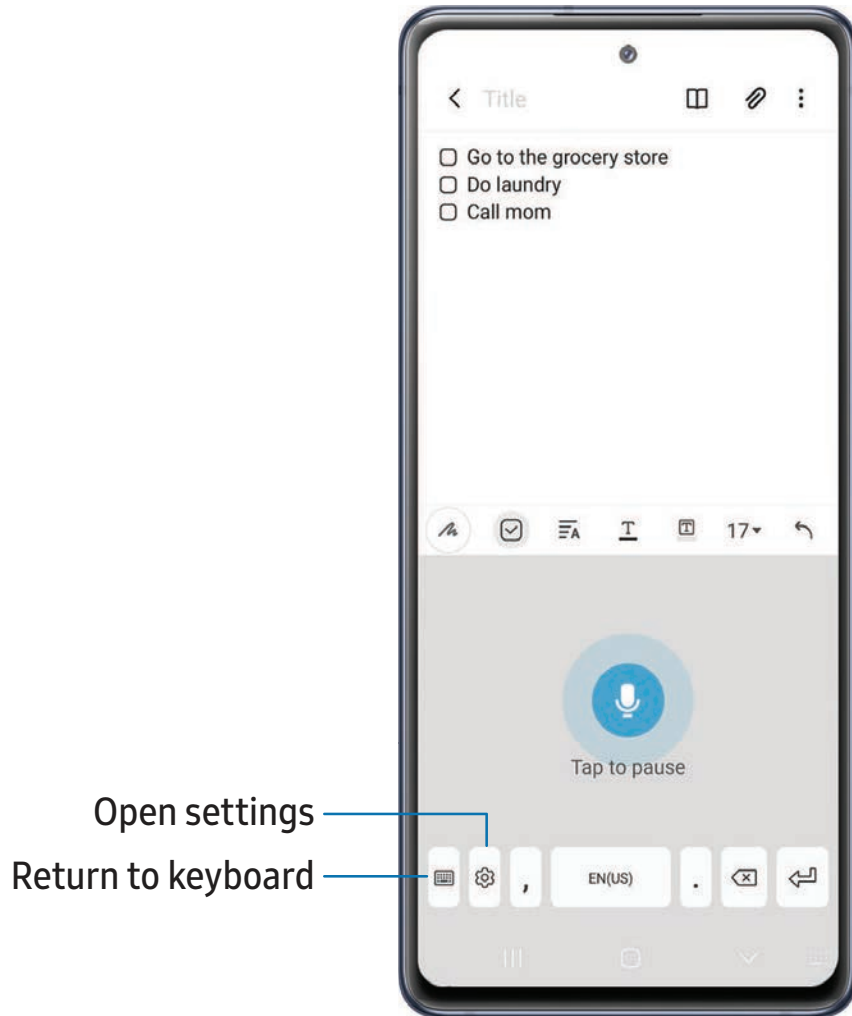 Title
Go to the grocery store
Do laundry
Call mom
17
Tap to pause
Open settings
Return to keyboard
, EN(US) .